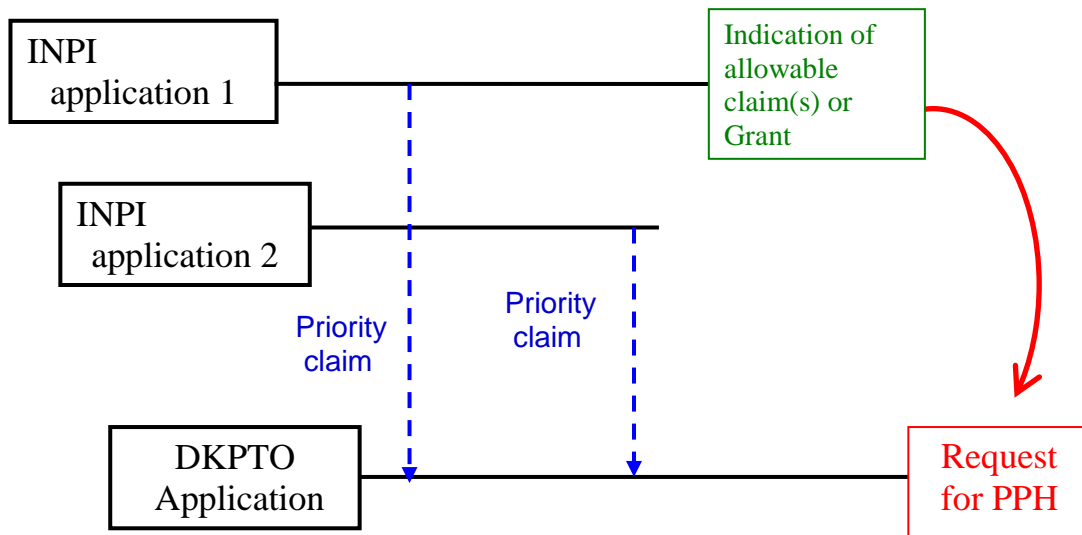 INPI
application 1
Indication of
allowable
claim(s) or
Grant
INPI
application 2
Priority
claim
Priority
claim
DKPTO
Application
Request
for PPH